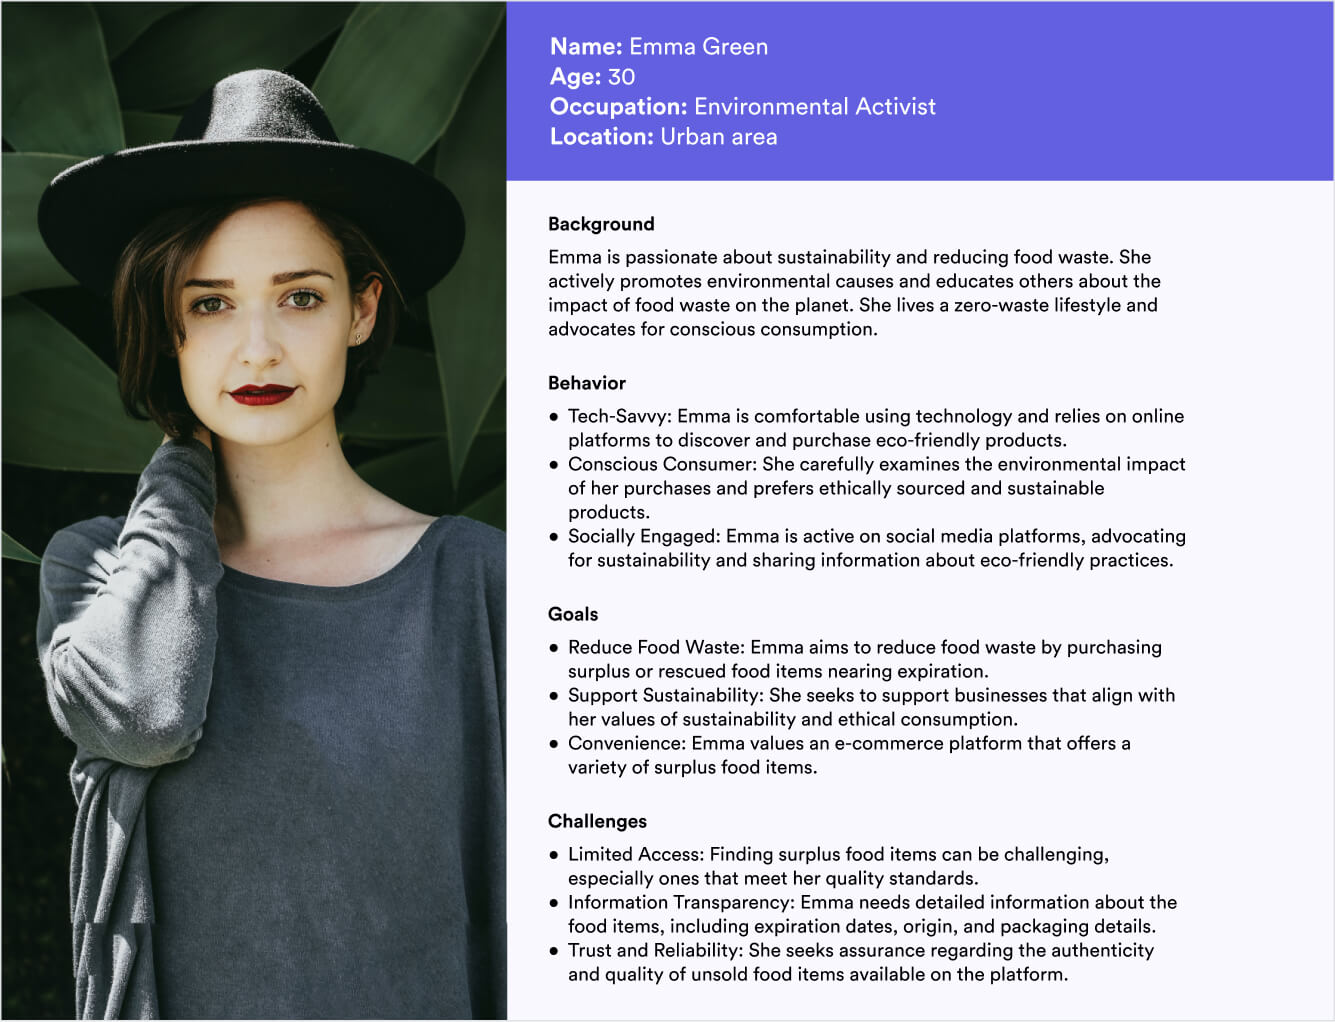 Name: Emma Green
Age: 30
Occupation: Environmental Activist
Location: Urban area
Background
Emma is passionate about sustainability and reducing food waste. She
actively promotes environmental causes and educates others about the
impact of food waste on the planet. She lives a zero-waste lifestyle and
advocates for conscious consumption.
Behavior
● Tech-Savvy: Emma is comfortable using technology and relies on online
platforms to discover and purchase eco-friendly products.
● Conscious Consumer: She carefully examines the environmental impact
of her purchases and prefers ethically sourced and sustainable
products.
● Socially Engaged: Emma is active on social media platforms, advocating
for sustainability and sharing information about eco-friendly practices.
Goals
● Reduce Food Waste: Emma aims to reduce food waste by purchasing
surplus or rescued food items nearing expiration.
● Support Sustainability: She seeks to support businesses that align with
her values of sustainability and ethical consumption.
● Convenience: Emma values an e-commerce platform that offers a
variety of surplus food items.
Challenges
● Limited Access: Finding surplus food items can be challenging,
especially ones that meet her quality standards.
● Information Transparency: Emma needs detailed information about the
food items, including expiration dates, origin, and packaging details.
● Trust and Reliability: She seeks assurance regarding the authenticity
and quality of unsold food items available on the platform.